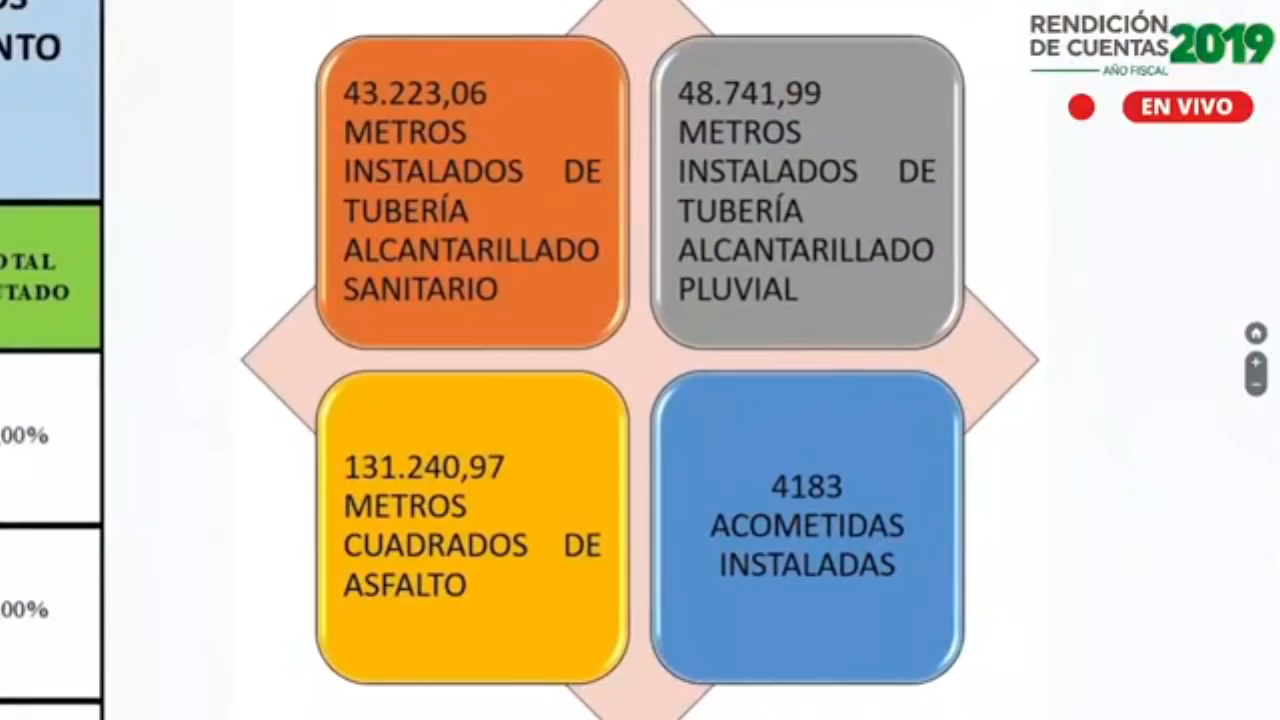 NTO
RENDICIÓN
DE CUENTAS 2019
AÑO FISCAL
EN VIVO
43.223,06
METROS
INSTALADOS DE
TUBERÍA
ALCANTARILLADO
SANITARIO
48.741,99
METROS
INSTALADOS DE
TUBERÍA
ALCANTARILLADO
PLUVIAL
OTAL
TADO
131.240,97
METROS
CUADRADOS DE
ASFALTO
4183
ACOMETIDAS
INSTALADAS
00%
00%